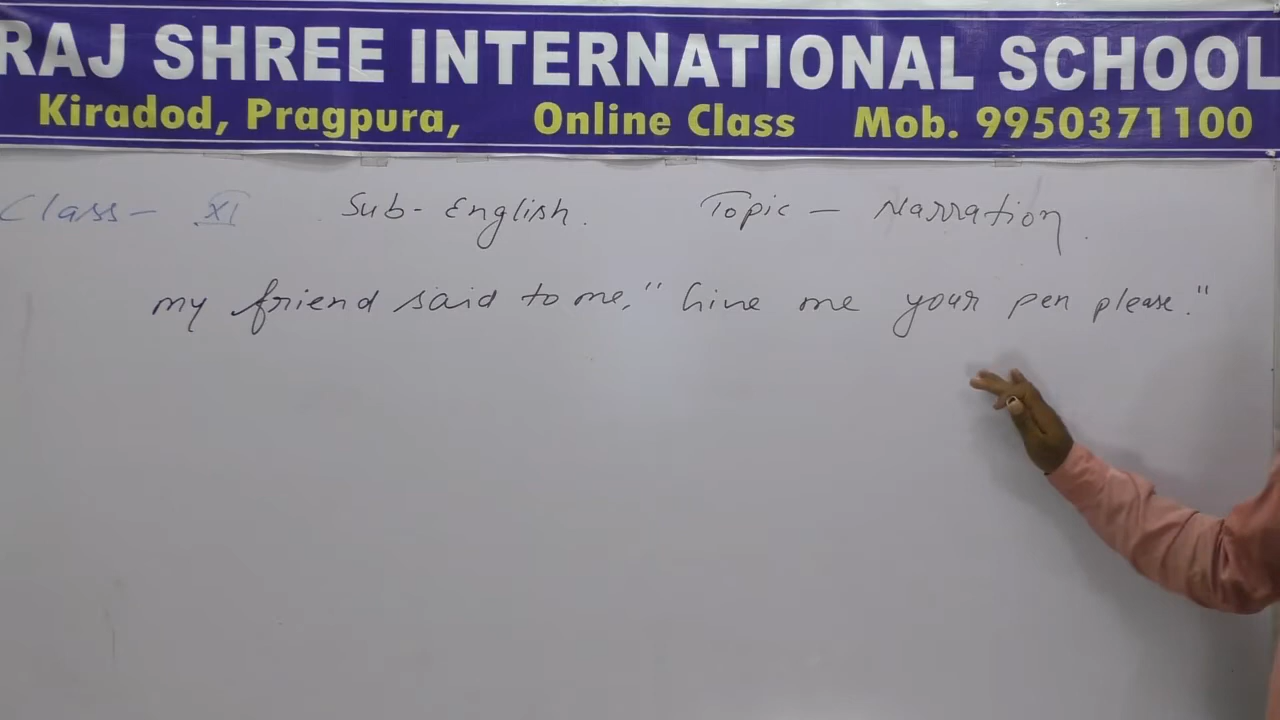 RAJ SHREE INTERNATIONAL SCHOOL
Kiradod, Pragpura, Online Class Mob. 9950371100
Class - XI Sub- English. Topic - Narration.
my friend said to me, "Give me your pen please."